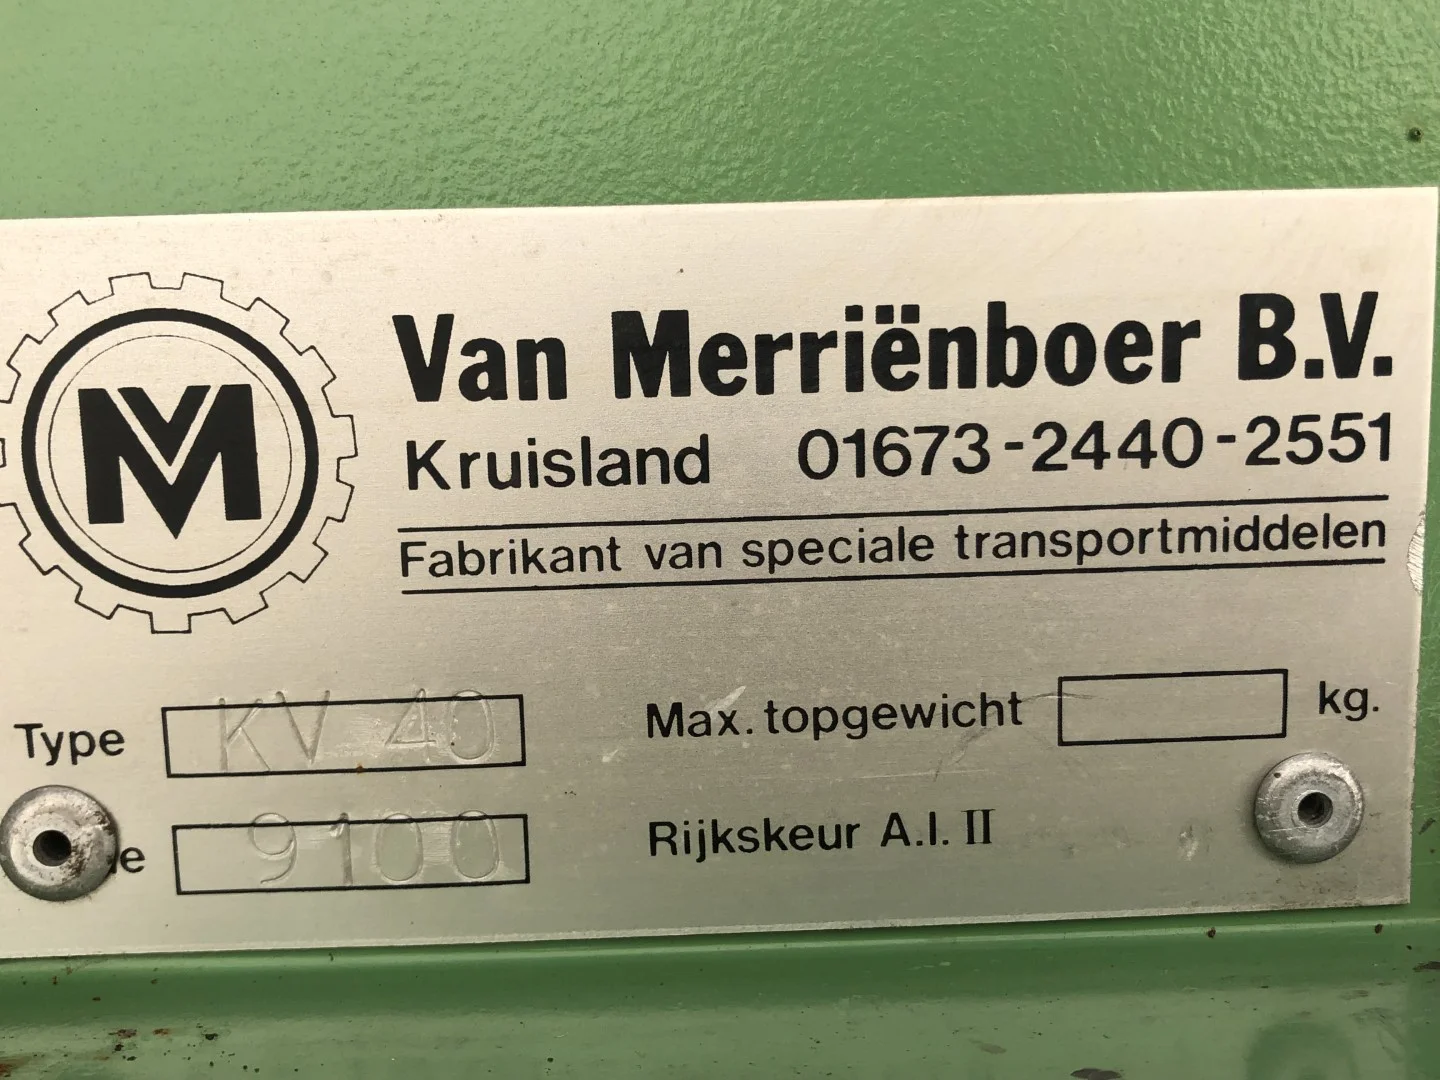 VM
Van Merriënboer B.V.
Kruisland 01673-2440-2551
Fabrikant van speciale transportmiddelen
Type KV 40 Max. topgewicht kg.
9100 Rijkskeur A.I. II